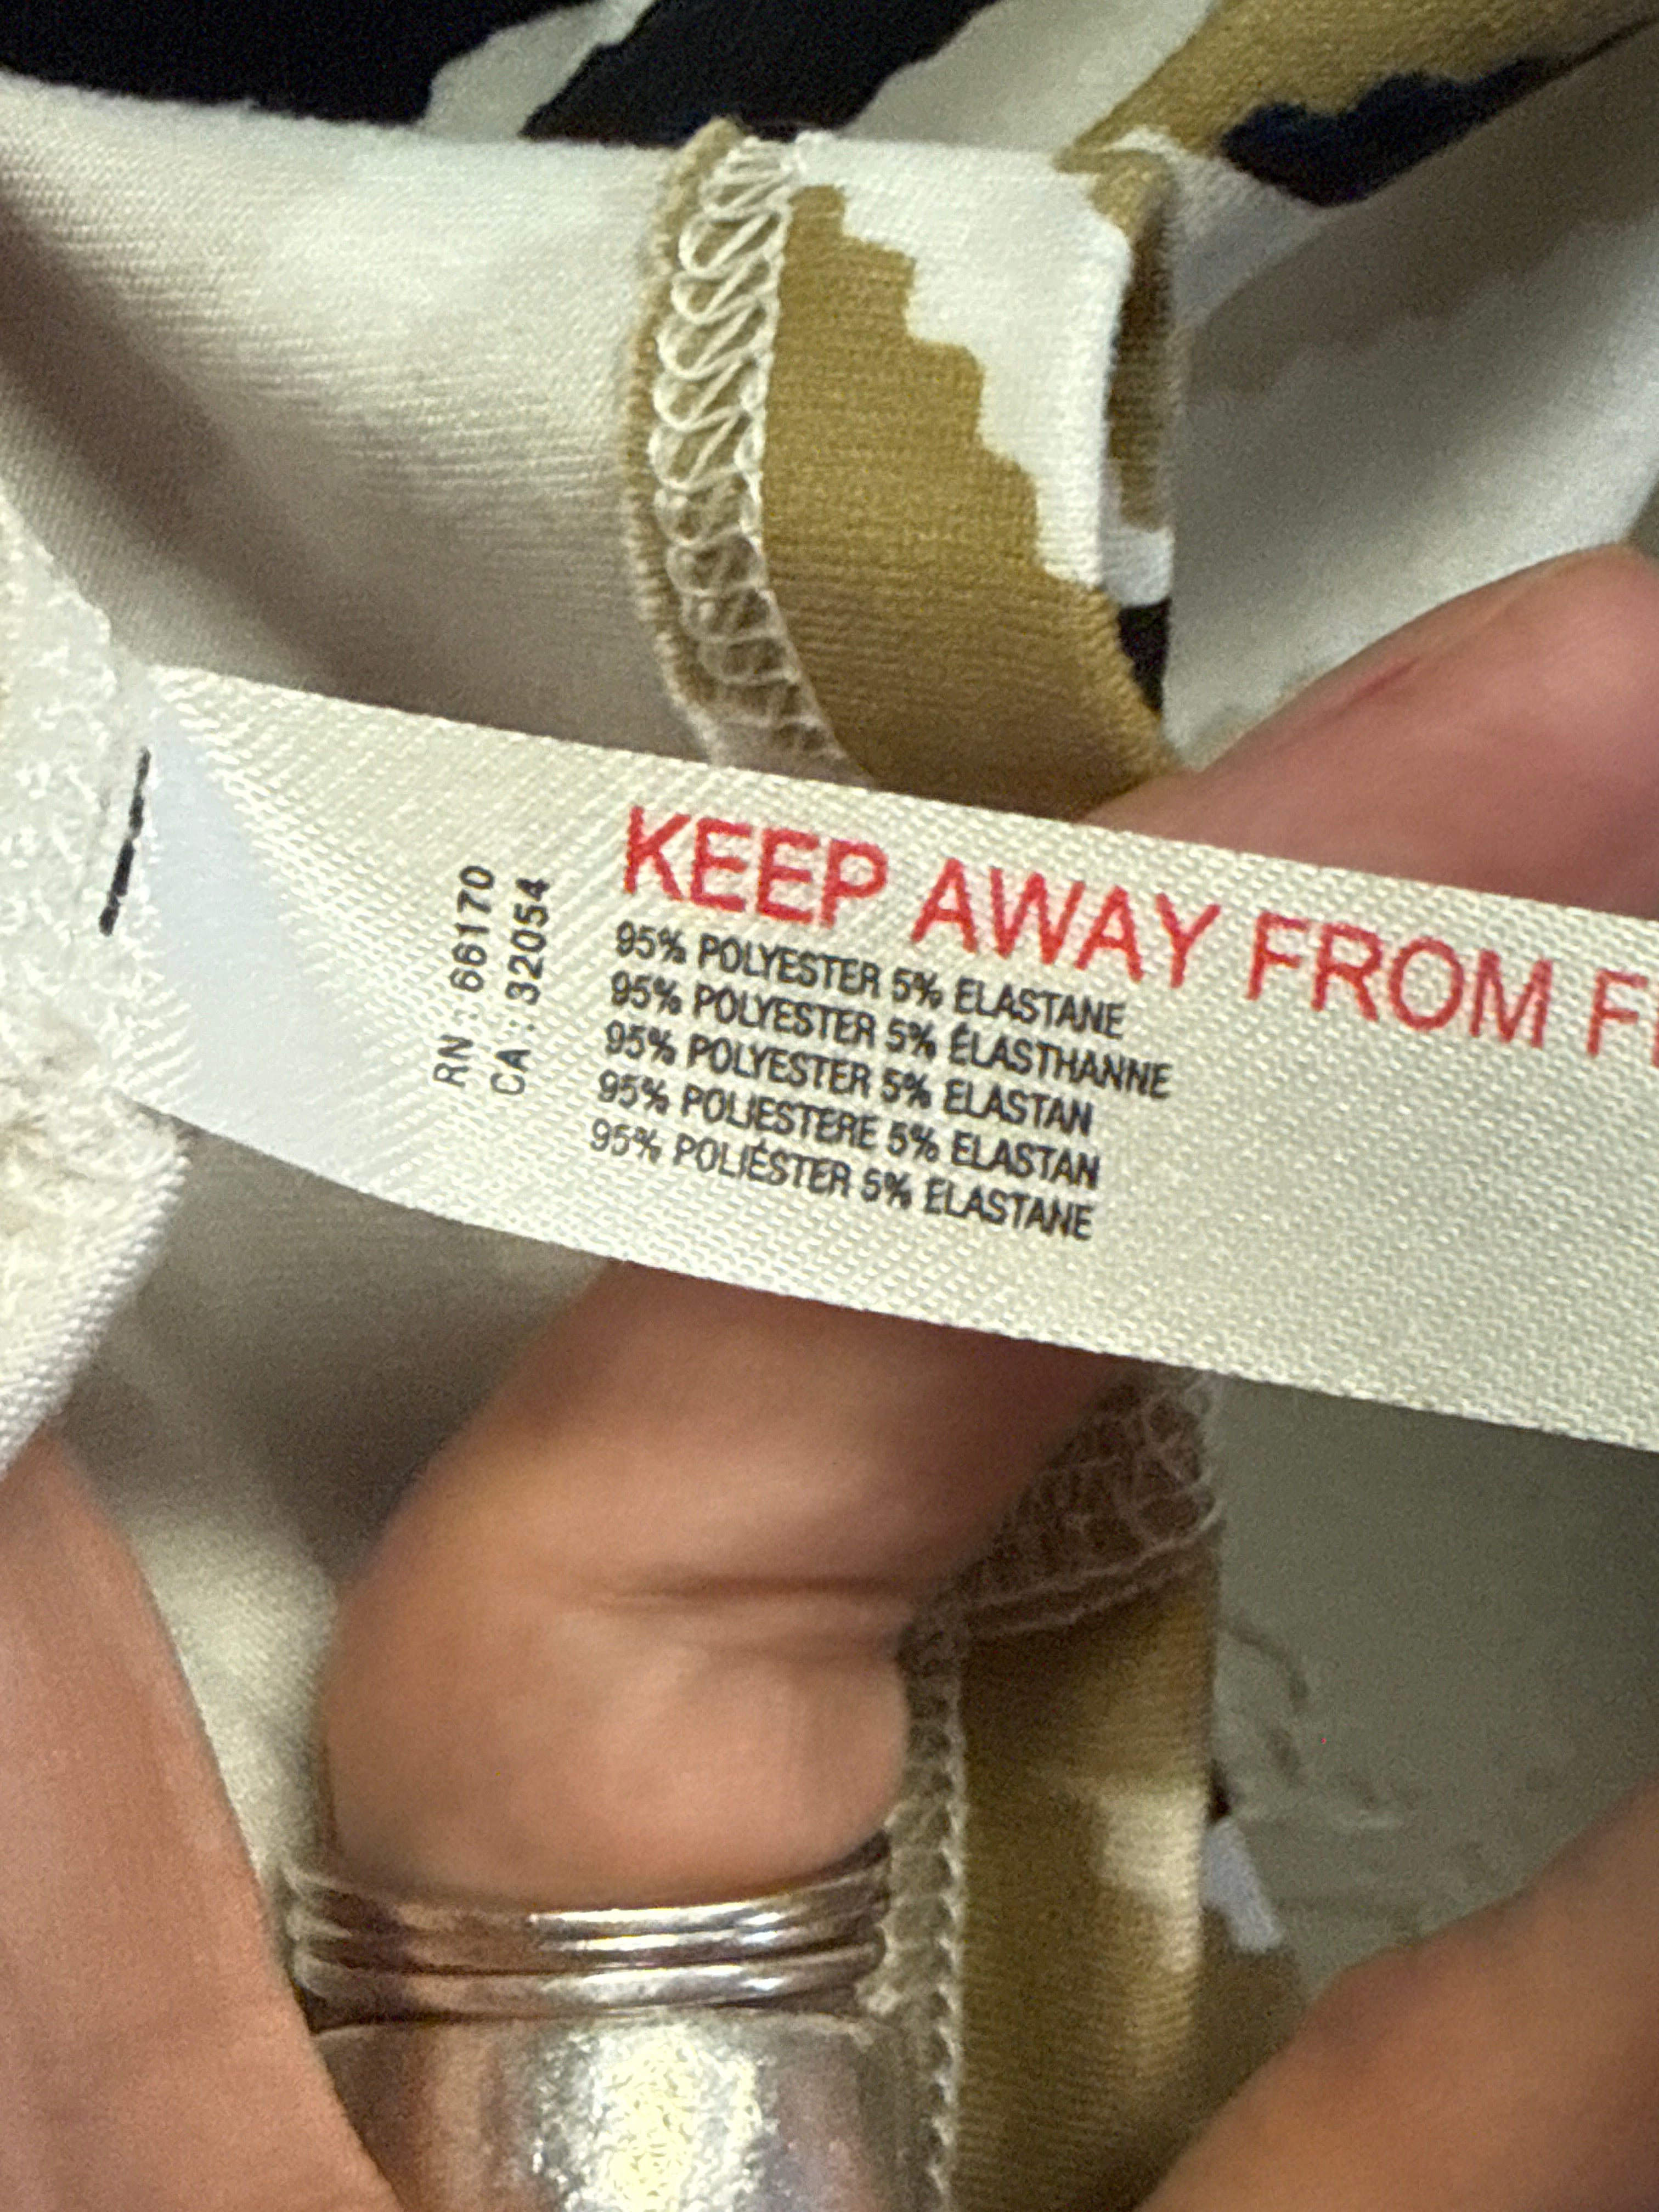 RN : 66170
CA : 32054
KEEP AWAY FROM
95% POLYESTER 5% ELASTANE
95% POLYESTER 5% ÉLASTHANNE
95% POLYESTER 5% ELASTAN
95% POLIESTERE 5% ELASTAN
95% POLIÉSTER 5% ELASTANE